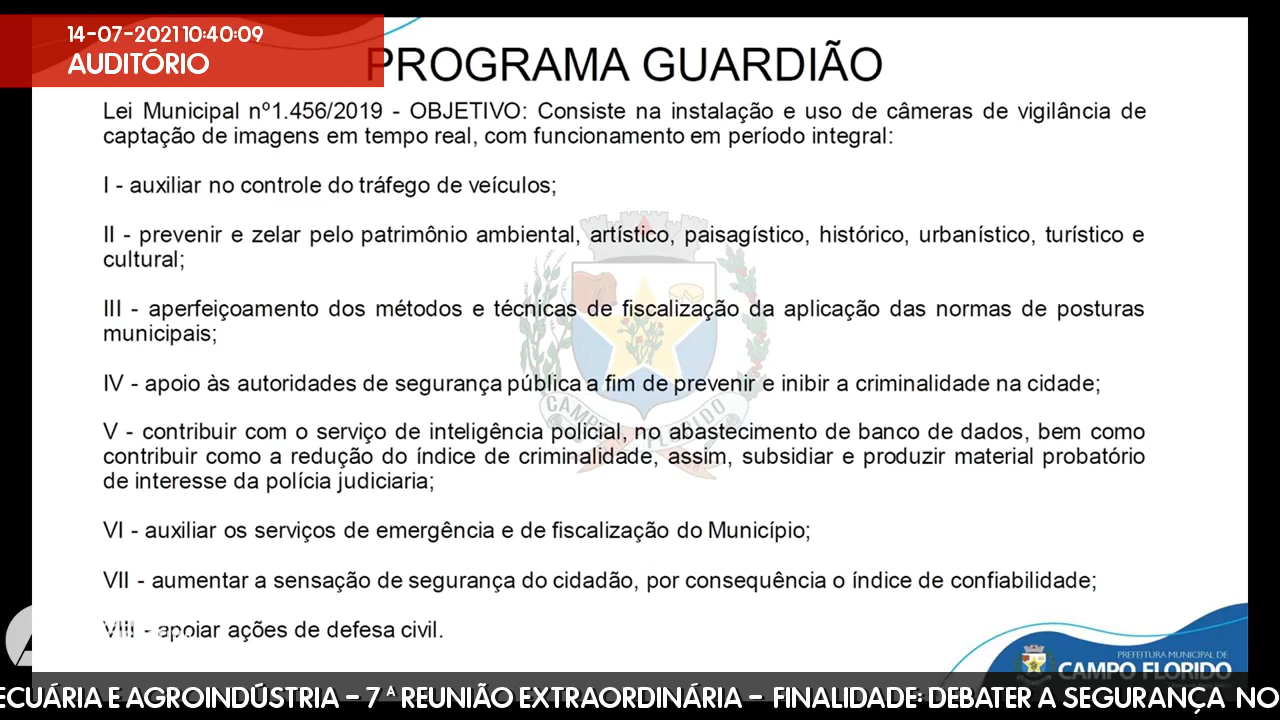 14-07-2021 10:40:09
AUDITÓRIO
PROGRAMA GUARDIÃO
Lei Municipal nº1.456/2019 - OBJETIVO: Consiste na instalação e uso de câmeras de vigilância de
captação de imagens em tempo real, com funcionamento em período integral:
I - auxiliar no controle do tráfego de veículos;
II - prevenir e zelar pelo patrimônio ambiental, artístico, paisagístico, histórico, urbanístico, turístico e
cultural;
III - aperfeiçoamento dos métodos e técnicas de fiscalização da aplicação das normas de posturas
municipais;
IV - apoio às autoridades de segurança pública a fim de prevenir e inibir a criminalidade na cidade;
V - contribuir com o serviço de inteligência policial, no abastecimento de banco de dados, bem como
contribuir como a redução do índice de criminalidade, assim, subsidiar e produzir material probatório
de interesse da polícia judiciaria;
VI - auxiliar os serviços de emergência e de fiscalização do Município;
VII - aumentar a sensação de segurança do cidadão, por consequência o índice de confiabilidade;
VIII - apoiar ações de defesa civil.
CAMPO FLORIDO
PREFEITURA MUNICIPAL DE
CAMPO FLORIDO
ECUÁRIA E AGROINDÚSTRIA - 7ª REUNIÃO EXTRAORDINÁRIA - FINALIDADE: DEBATER A SEGURANÇA NO